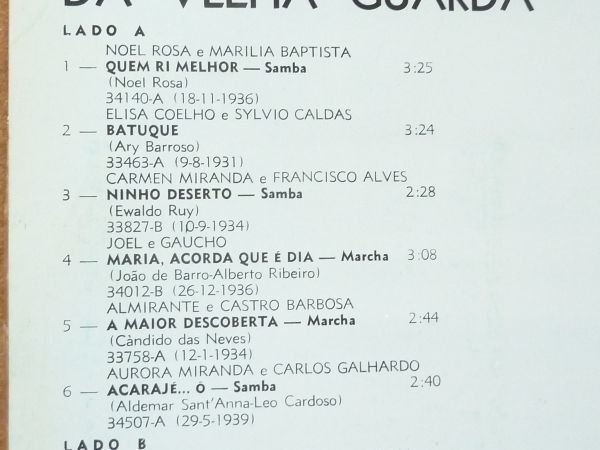 DA VELHA GUARDA
LADO A
NOEL ROSA e MARILIA BAPTISTA
1 — QUEM RI MELHOR — Samba 3:25
(Noel Rosa)
34140-A (18-11-1936)
ELISA COELHO e SYLVIO CALDAS
2 — BATUQUE 3:24
(Ary Barroso)
33463-A (9-8-1931)
CARMEN MIRANDA e FRANCISCO ALVES
3 — NINHO DESERTO — Samba 2:28
(Ewaldo Ruy)
33827-B (10-9-1934)
JOEL e GAUCHO
4 — MARIA, ACORDA QUE É DIA — Marcha 3:08
(João de Barro-Alberto Ribeiro)
34012-B (26-12-1936)
ALMIRANTE e CASTRO BARBOSA
5 — A MAIOR DESCOBERTA — Marcha 2:44
(Càndido das Neves)
33758-A (12-1-1934)
AURORA MIRANDA e CARLOS GALHARDO
6 — ACARAJÉ... Ô — Samba 2:40
(Aldemar Sant'Anna-Leo Cardoso)
34507-A (29-5-1939)
LADO B